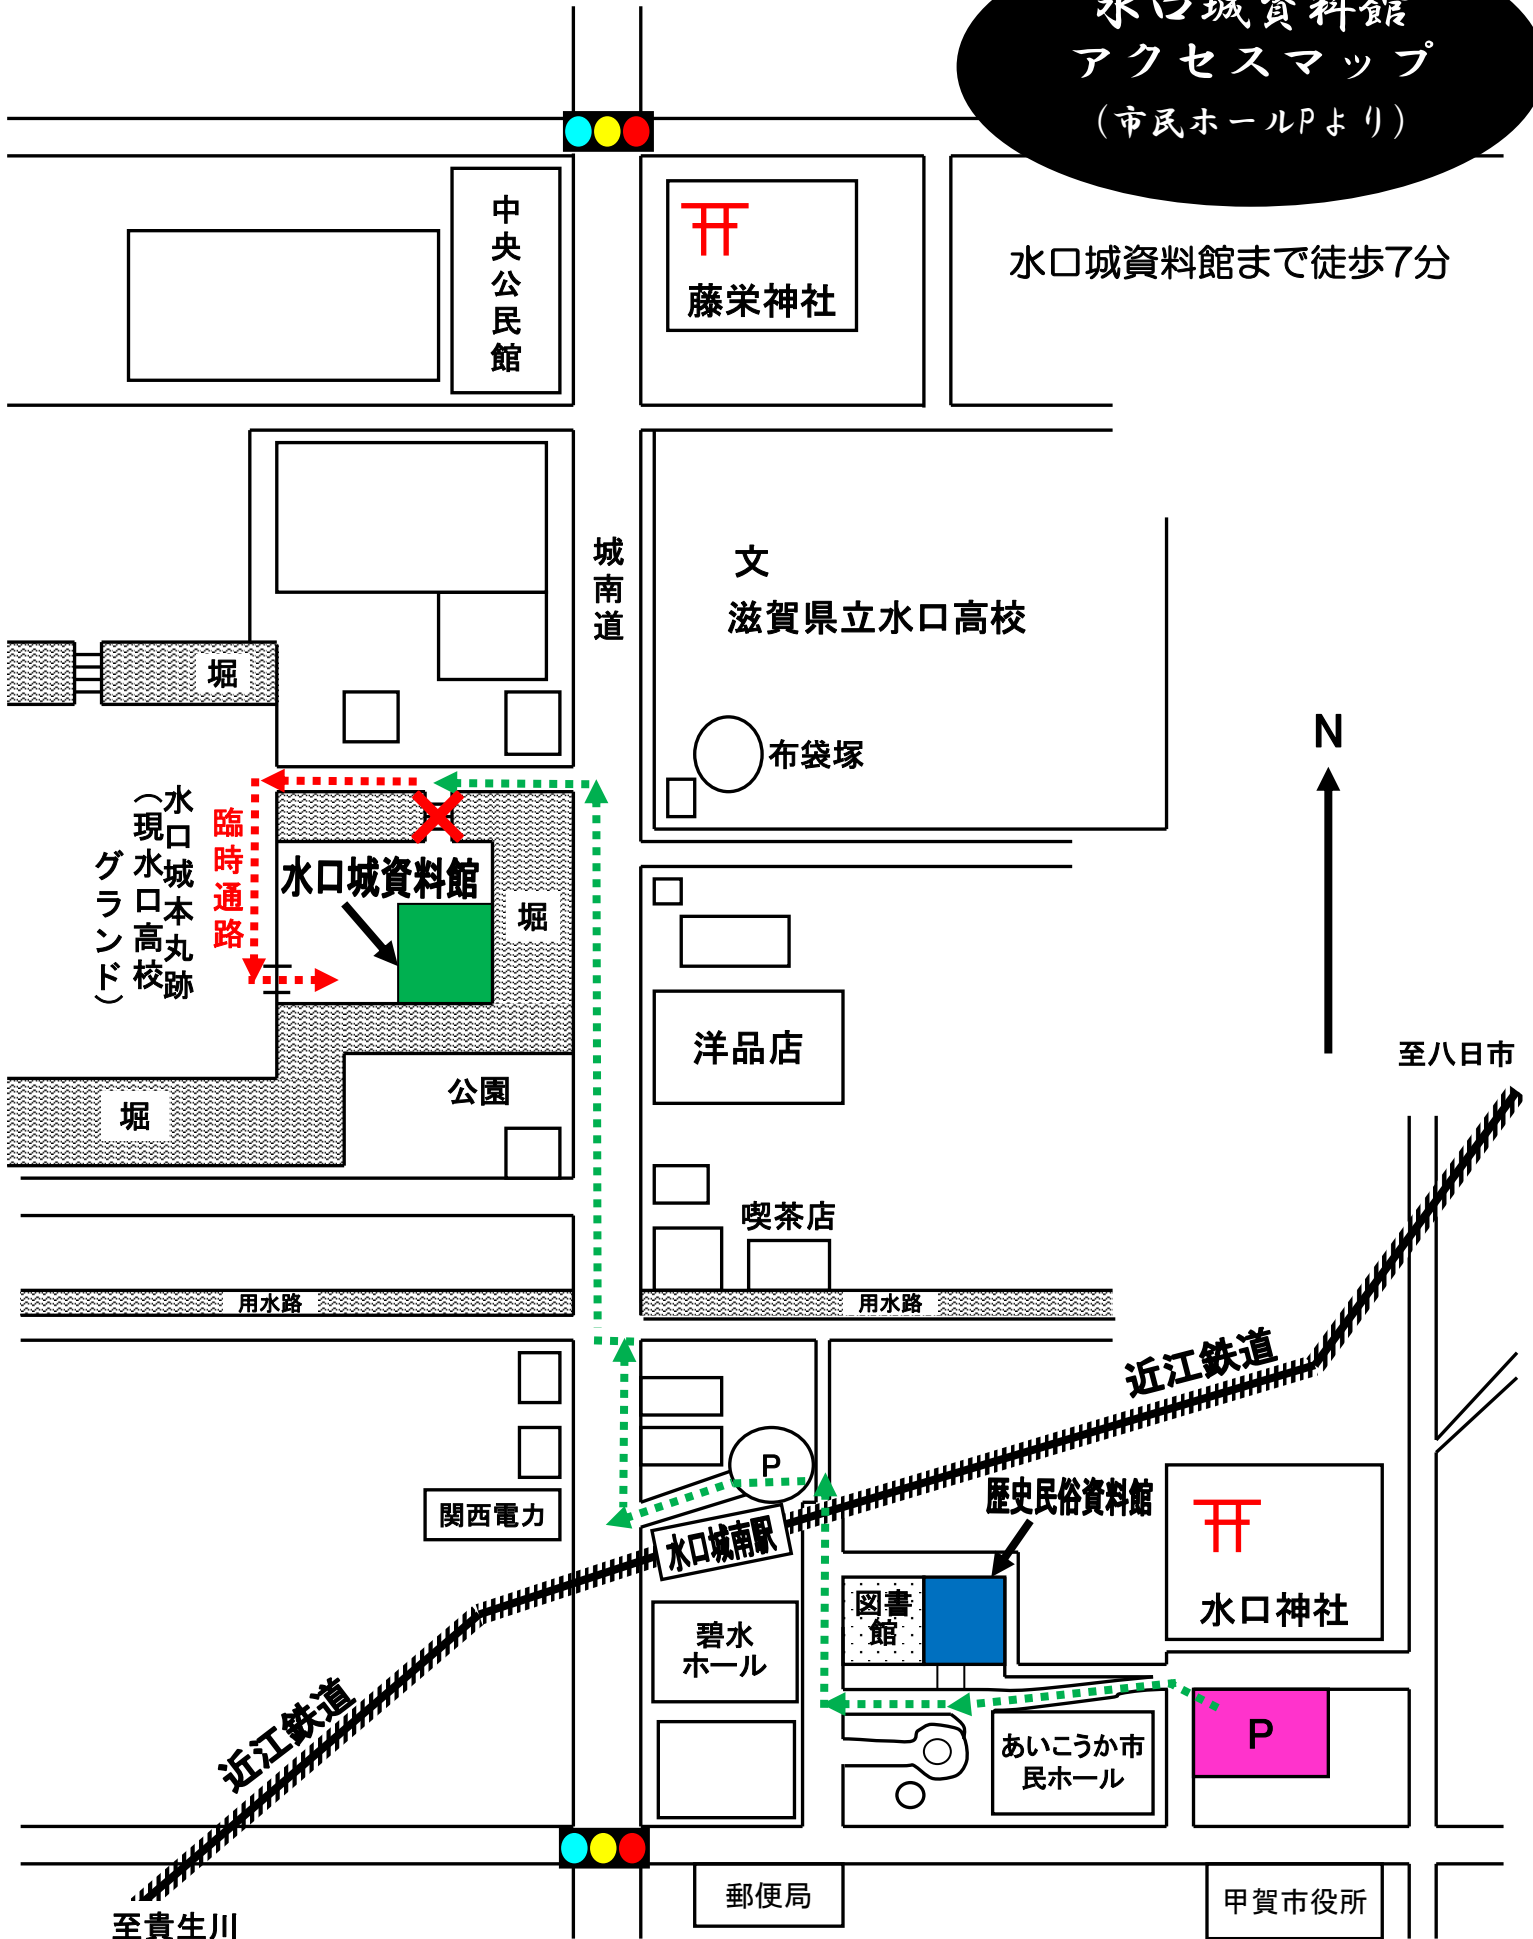 水口城資料館
アクセスマップ
(市民ホールPより)
水口城資料館まで徒歩7分
中央公民館
藤栄神社
城南道
文
滋賀県立水口高校
堀
布袋塚
N
水口城本丸跡
(現水口高校
グランド)
臨時通路
水口城資料館
堀
洋品店
至八日市
公園
堀
喫茶店
用水路
用水路
近江鉄道
P
歴史民俗資料館
関西電力
水口城南駅
図書
館
水口神社
碧水
ホール
近江鉄道
P
あいこうか市
民ホール
郵便局
甲賀市役所
至貴生川